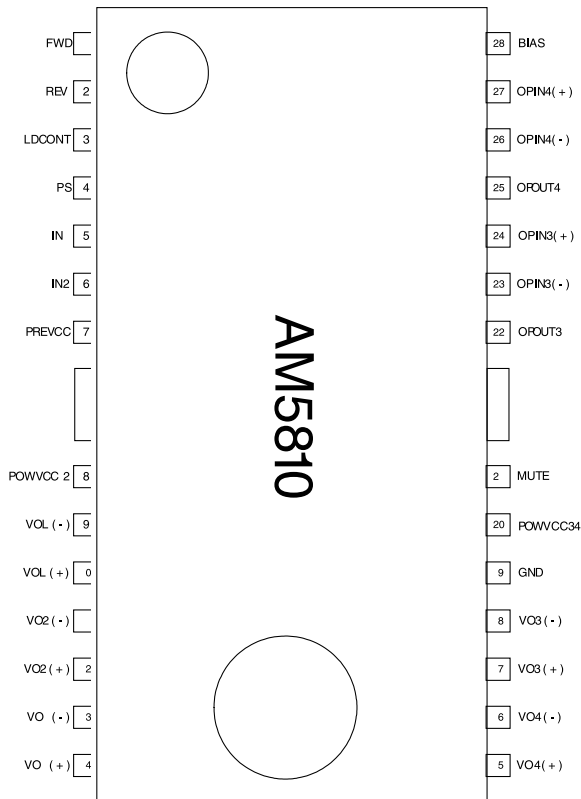 FWD
REV 2
LDCONT 3
PS 4
IN 5
IN2 6
PREVCC 7
POWVCC 2 8
VOL (-) 9
VOL (+) 0
VO2 (-)
VO2 (+) 2
VO (-) 3
VO (+) 4
AM5810
28 BIAS
27 OPIN4(+)
26 OPIN4(-)
25 OPOUT4
24 OPIN3(+)
23 OPIN3(-)
22 OPOUT3
2 MUTE
20 POWVCC34
9 GND
8 VO3(-)
7 VO3(+)
6 VO4(-)
5 VO4(+)